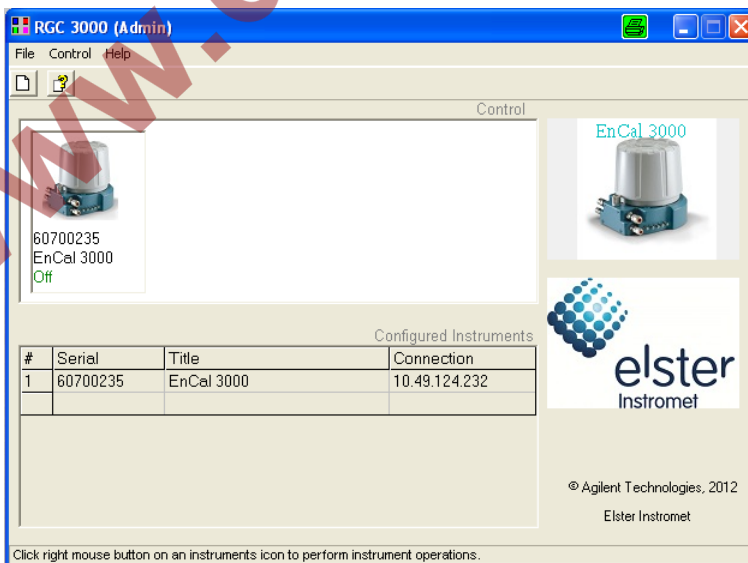 RGC 3000 (Admin)
File Control Help
Control
EnCal 3000
60700235
EnCal 3000
Off
elster
Instromet
Configured Instruments
# Serial Title Connection
1 60700235 EnCal 3000 10.49.124.232
© Agilent Technologies, 2012
Elster Instromet
Click right mouse button on an instruments icon to perform instrument operations.
www.